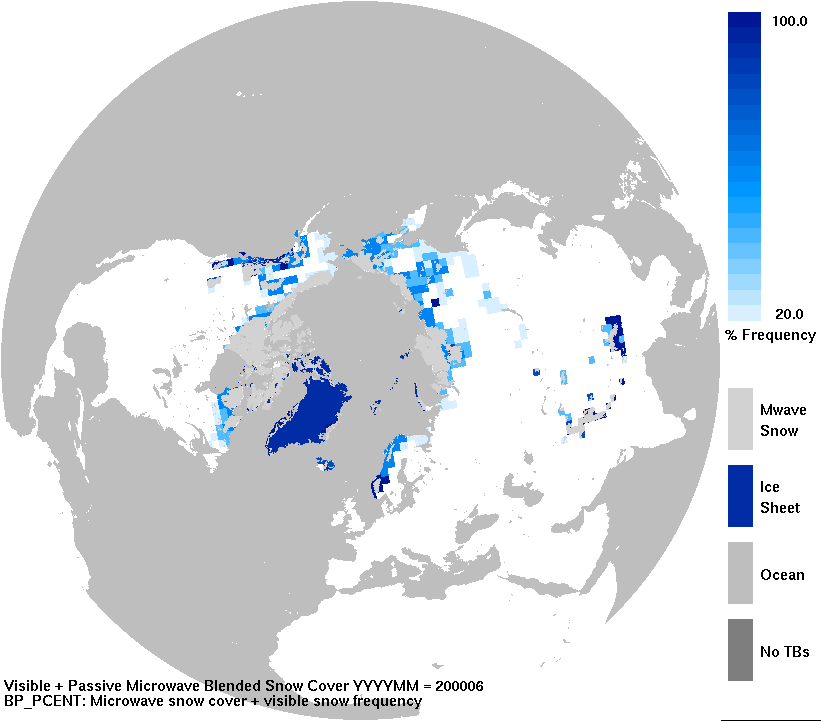 100.0
20.0
% Frequency
Mwave
Snow
Ice
Sheet
Ocean
No TBs
Visible + Passive Microwave Blended Snow Cover YYYYMM = 200006
BP_PCENT: Microwave snow cover + visible snow frequency